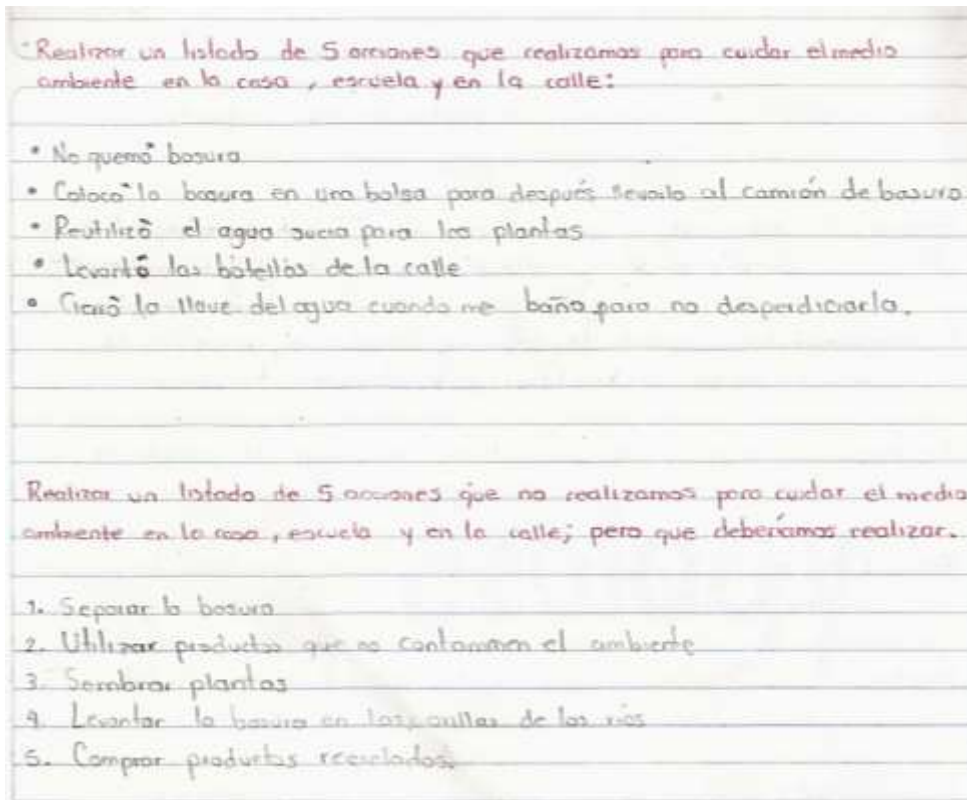 Realizar un listado de 5 acciones que realizamos para cuidar el medio
ambiente en la casa, escuela y en la calle:
• No quemó basura
• Colocó la basura en una bolsa para después llevarlo al camión de basura
• Reutilizó el agua sucia para las plantas
• Levantó las botellas de la calle
• Cierró la llave del agua cuando me baño para no desperdiciarla.
Realizar un listado de 5 acciones que no realizamos para cuidar el medio
ambiente en la casa, escuela y en la calle; pero que deberíamos realizar.
1. Separar la basura
2. Utilizar productos que no contaminen el ambiente
3. Sembrar plantas
4. Levantar la basura en las orillas de los ríos
5. Comprar productos reciclados.